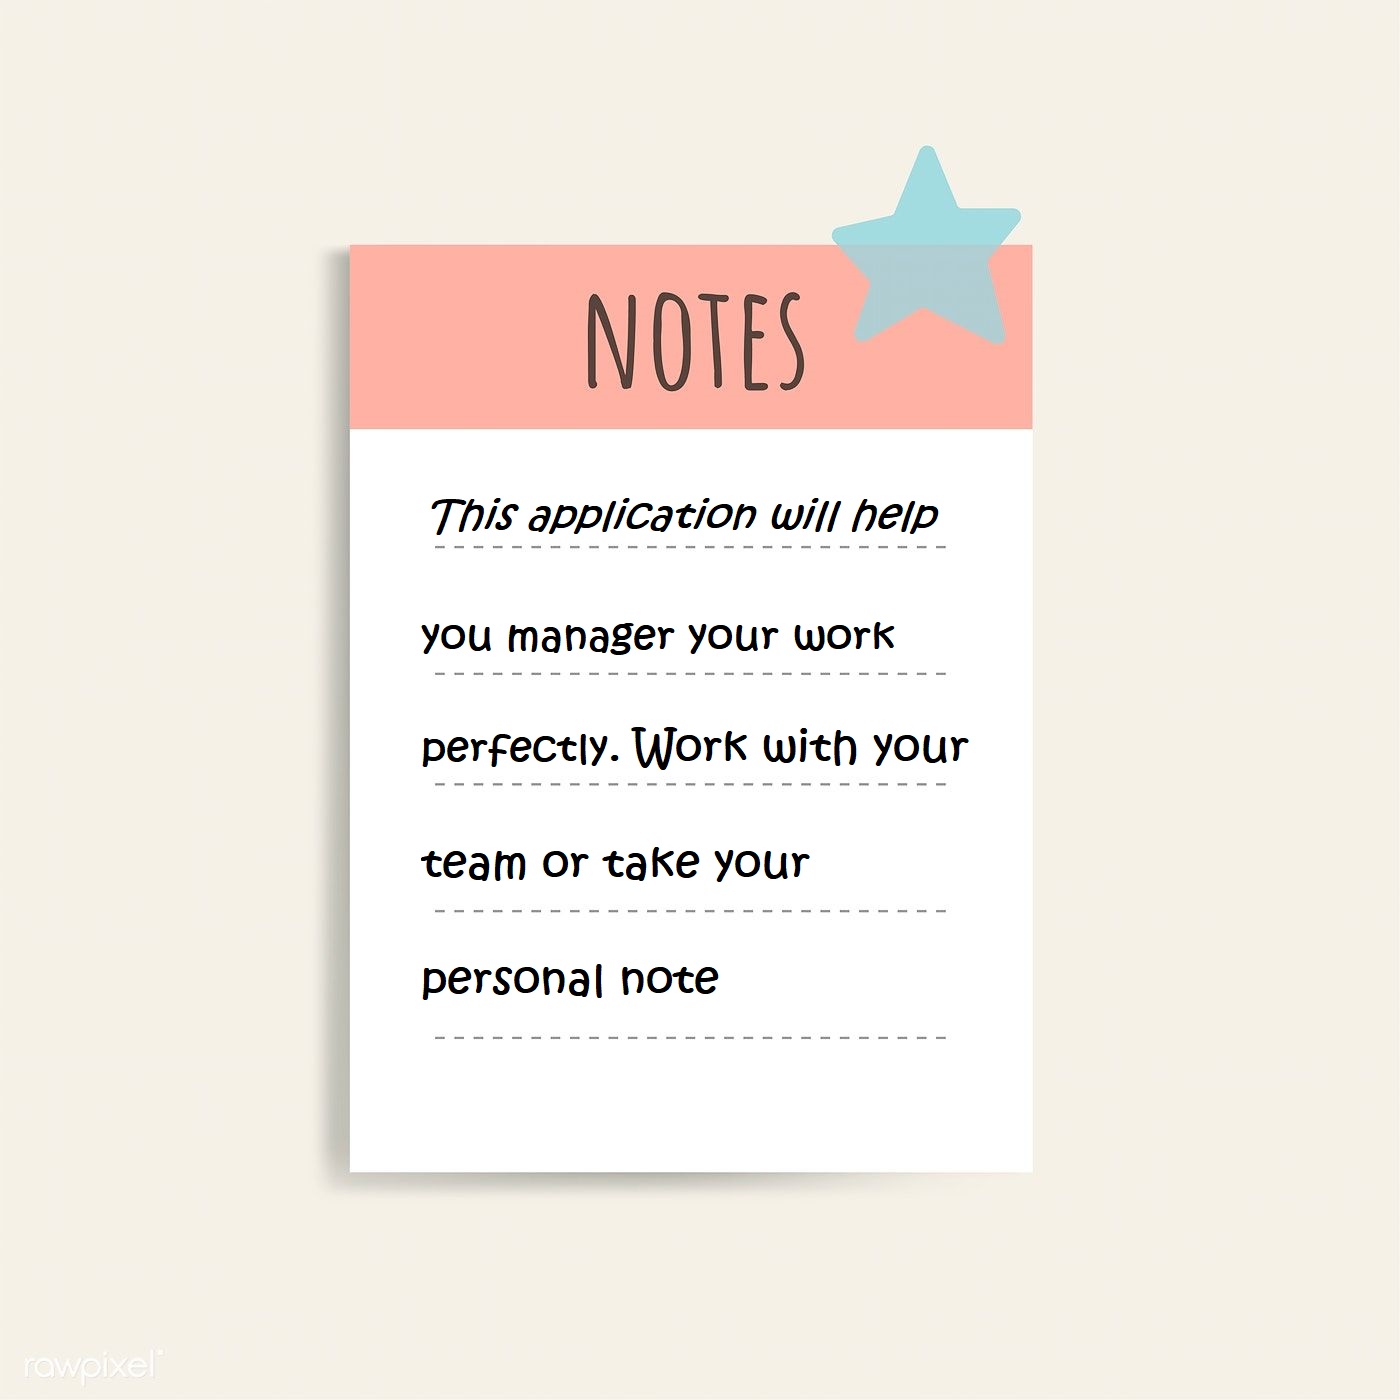 NOTES
This application will help
you manager your work
perfectly. Work with your
team or take your
personal note
rawpixel